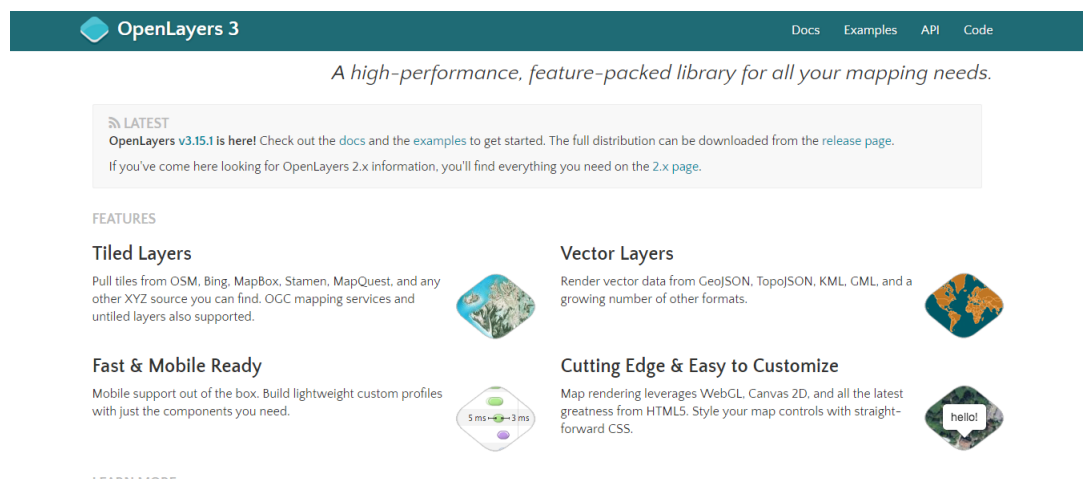 OpenLayers 3
Docs Examples API Code
A high-performance, feature-packed library for all your mapping needs.
LATEST
OpenLayers v3.15.1 is here! Check out the docs and the examples to get started. The full distribution can be downloaded from the release page.
If you've come here looking for OpenLayers 2.x information, you'll find everything you need on the 2.x page.
FEATURES
Tiled Layers
Pull tiles from OSM, Bing, MapBox, Stamen, MapQuest, and any
other XYZ source you can find. OGC mapping services and
untiled layers also supported.
Vector Layers
Render vector data from GeoJSON, TopoJSON, KML, GML, and a
growing number of other formats.
Fast & Mobile Ready
Mobile support out of the box. Build lightweight custom profiles
with just the components you need.
5 ms 3 ms
Cutting Edge & Easy to Customize
Map rendering leverages WebGL, Canvas 2D, and all the latest
greatness from HTML5. Style your map controls with straight-
forward CSS.
hello!
LEARN MORE